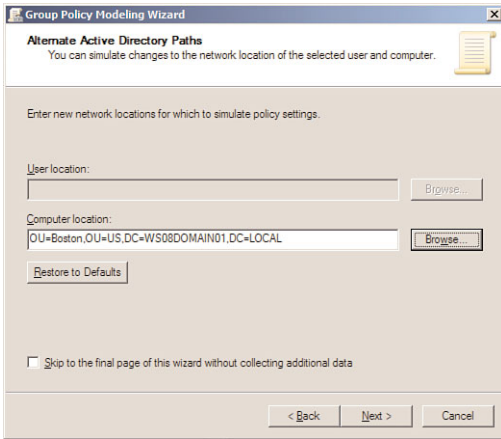 Group Policy Modeling Wizard
Alternate Active Directory Paths
You can simulate changes to the network location of the selected user and computer.
Enter new network locations for which to simulate policy settings.
User location:
Browse...
Computer location:
OU=Boston,OU=US,DC=WS08DOMAIN01,DC=LOCAL
Browse...
Restore to Defaults
Skip to the final page of this wizard without collecting additional data
< Back
Next >
Cancel